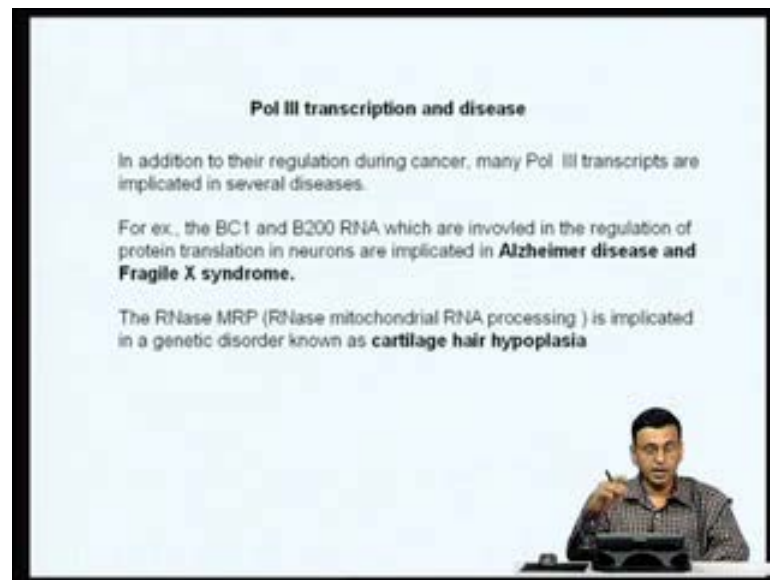 Pol III transcription and disease
In addition to their regulation during cancer, many Pol III transcripts are
implicated in several diseases.
For ex., the BC1 and B200 RNA which are invovled in the regulation of
protein translation in neurons are implicated in Alzheimer disease and
Fragile X syndrome.
The RNase MRP (RNase mitochondrial RNA processing ) is implicated
in a genetic disorder known as cartilage hair hypoplasia